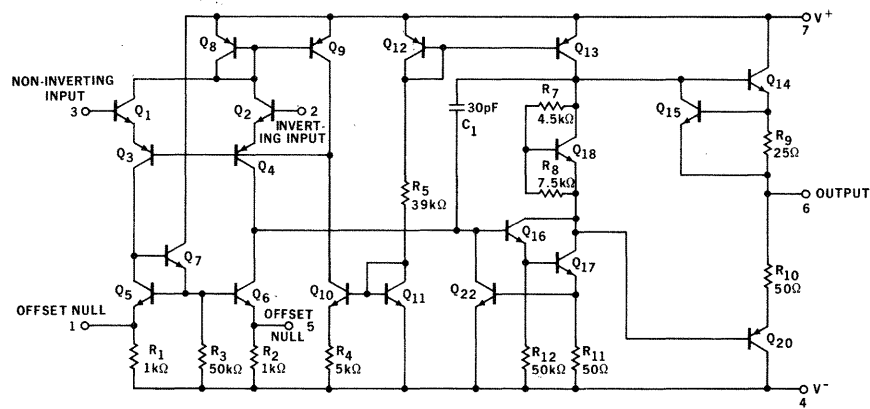 V+
7
Q8
Q9
Q12
Q13
Q14
NON-INVERTING
INPUT
3
Q1
Q2
2
INVERT-
ING INPUT
30pF
C1
R7
4.5kΩ
Q15
Q3
Q4
Q18
R9
25Ω
R8
7.5kΩ
R5
39kΩ
OUTPUT
6
Q7
Q16
Q17
Q5
Q6
Q10
Q11
Q22
R10
50Ω
OFFSET NULL
1
OFFSET
NULL
5
Q20
R1
1kΩ
R3
50kΩ
R2
1kΩ
R4
5kΩ
R12
50kΩ
R11
50Ω
V-
4